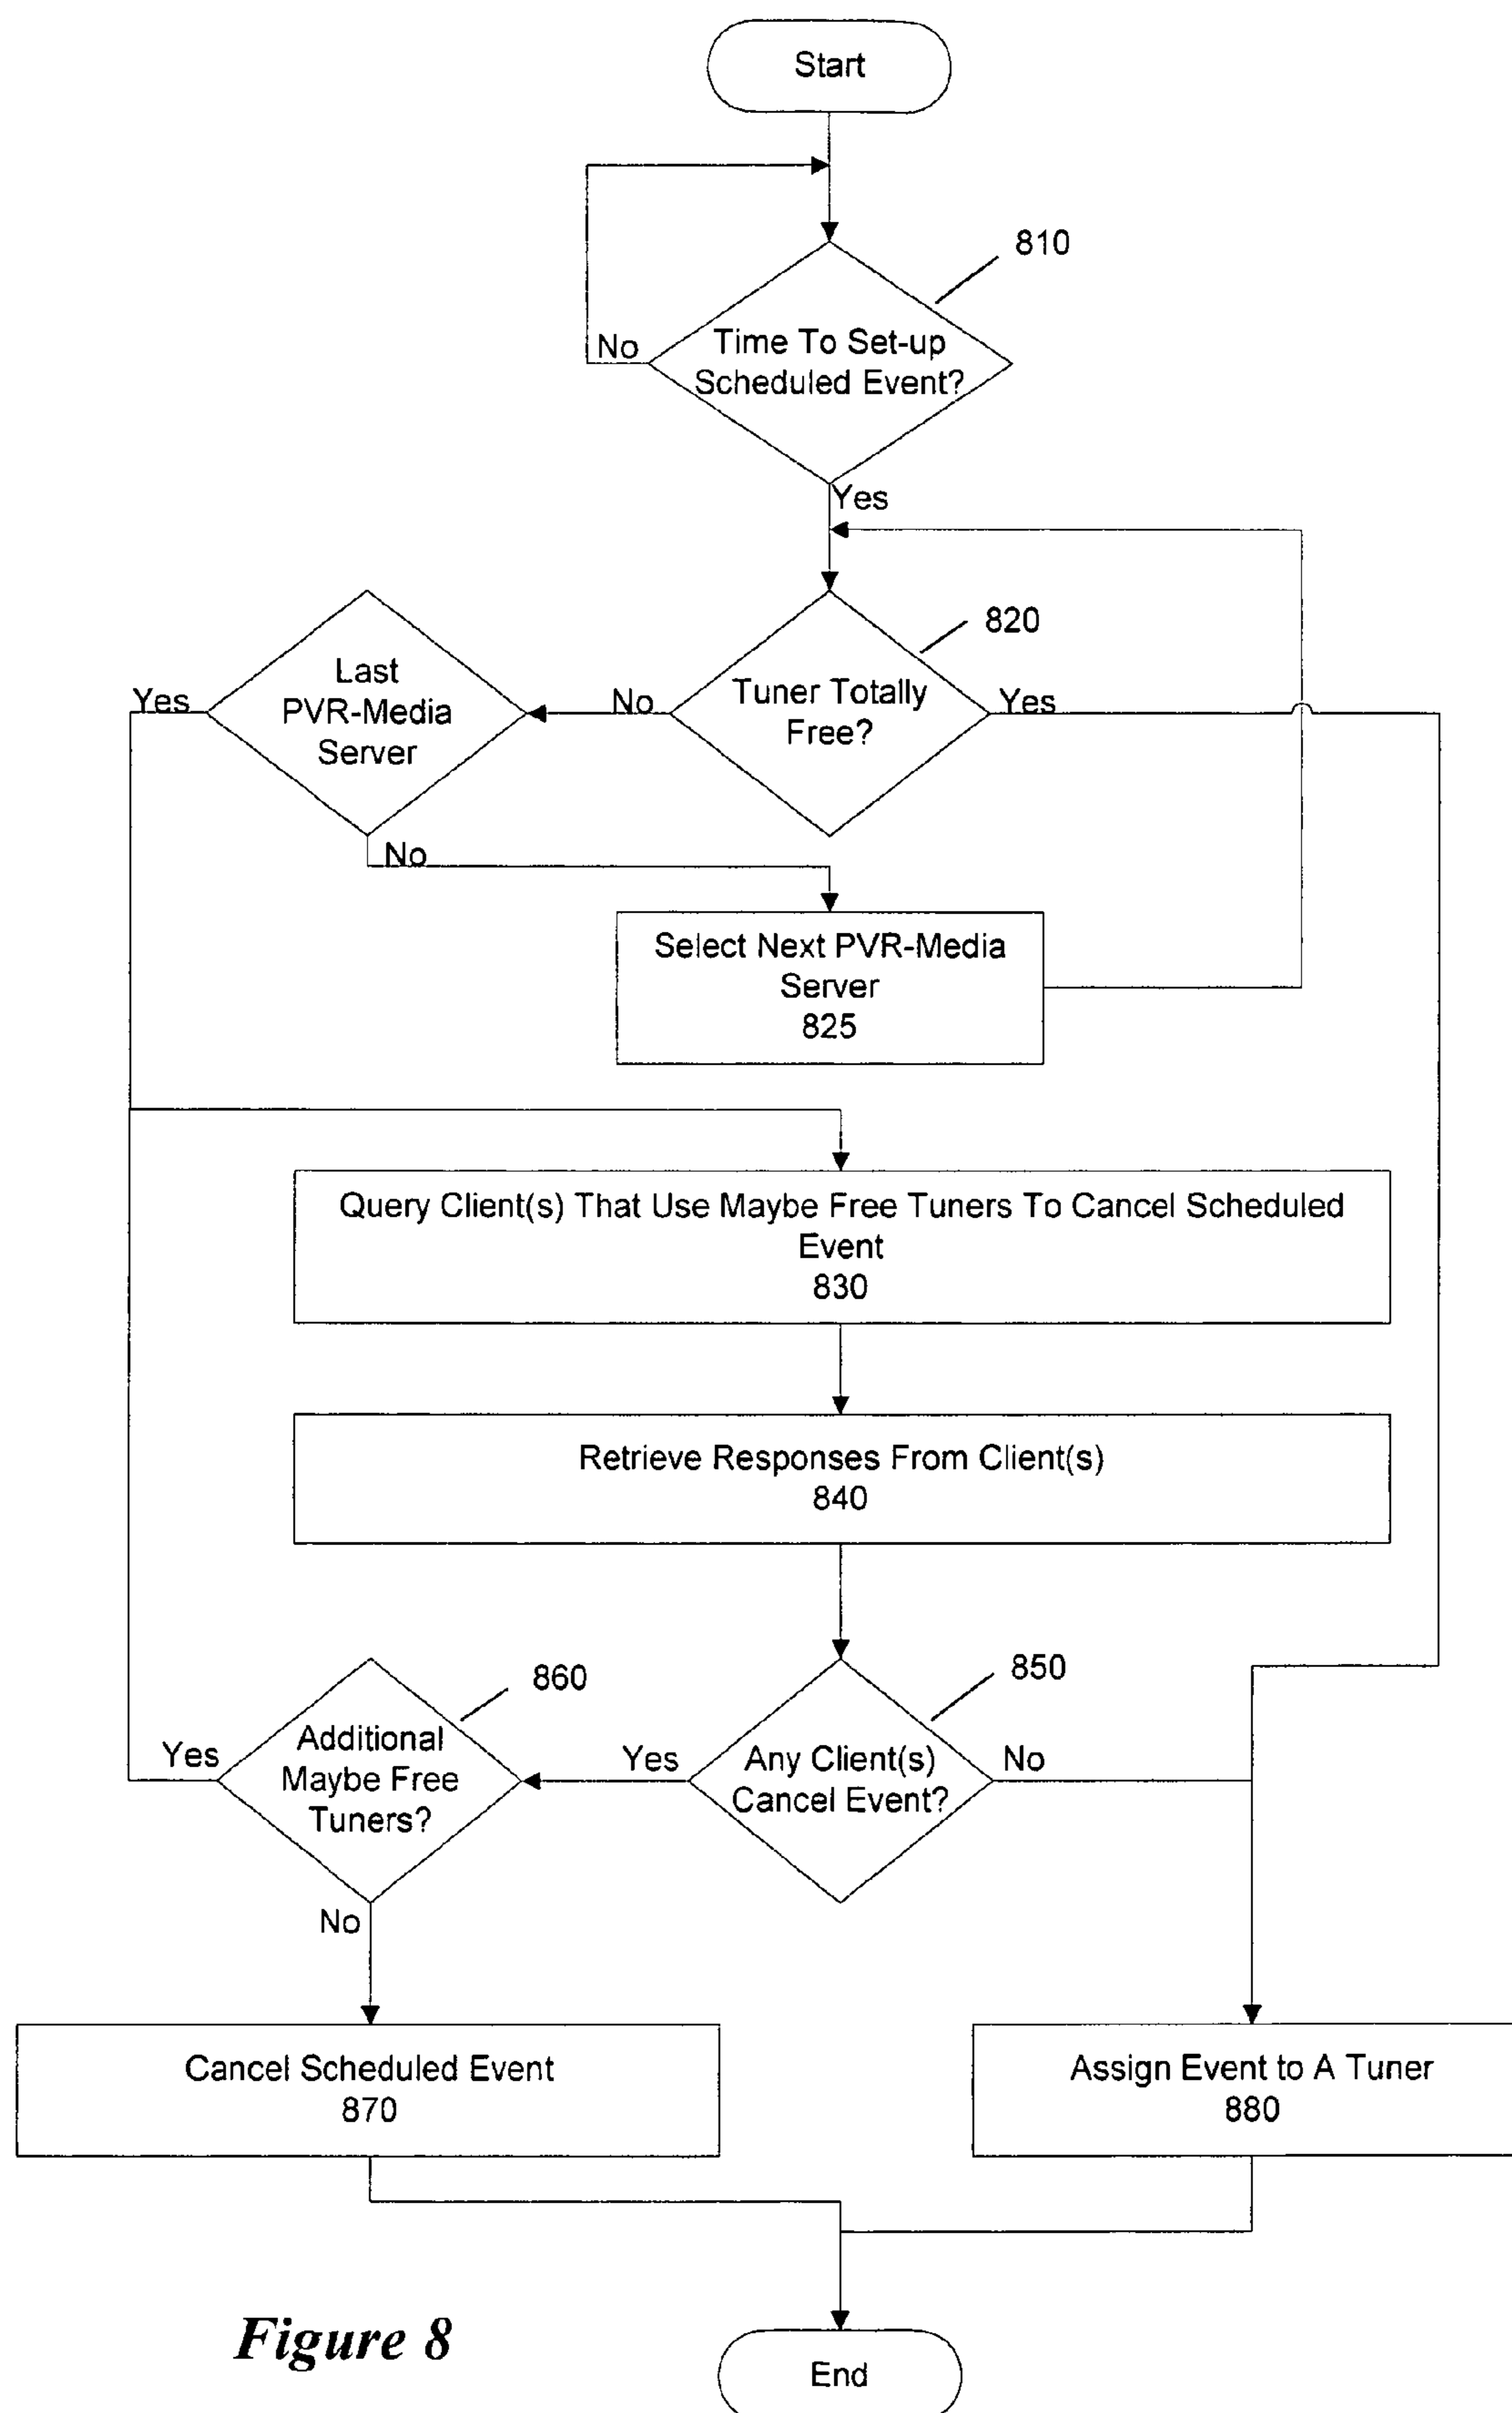 Start
810
Time To Set-up
Scheduled Event?
No
Yes
820
Last
PVR-Media
Server
Yes
No
Tuner Totally
Free?
Yes
No
Select Next PVR-Media
Server
825
Query Client(s) That Use Maybe Free Tuners To Cancel Scheduled
Event
830
Retrieve Responses From Client(s)
840
860
850
Additional
Maybe Free
Tuners?
Yes
Yes
Any Client(s)
Cancel Event?
No
No
Cancel Scheduled Event
870
Assign Event to A Tuner
880
Figure 8
End